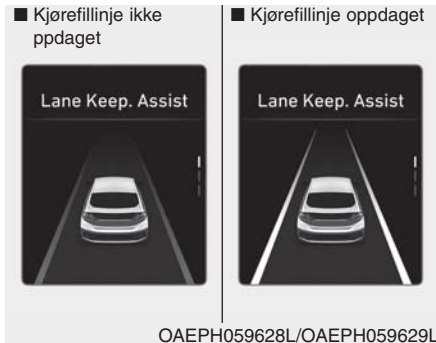 ■ Kjørefillinje ikke
ppdaget
■ Kjørefillinje oppdaget
Lane Keep. Assist
Lane Keep. Assist
OAEPH059628L/OAEPH059629L